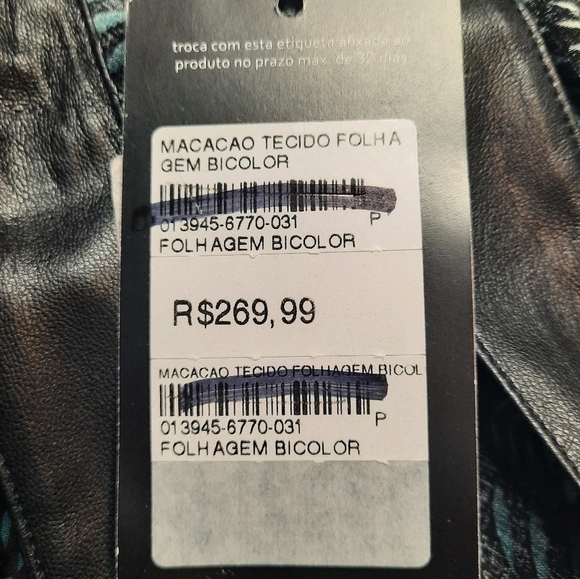 troca com esta etiqueta afixada ao
produto no prazo max. de 30 dias
MACACAO TECIDO FOLHA
GEM BICOLOR
013945-6770-031
P
FOLHAGEM BICOLOR
R$269,99
MACACAO TECIDO FOLHAGEM BICOL
013945-6770-031
P
FOLHAGEM BICOLOR